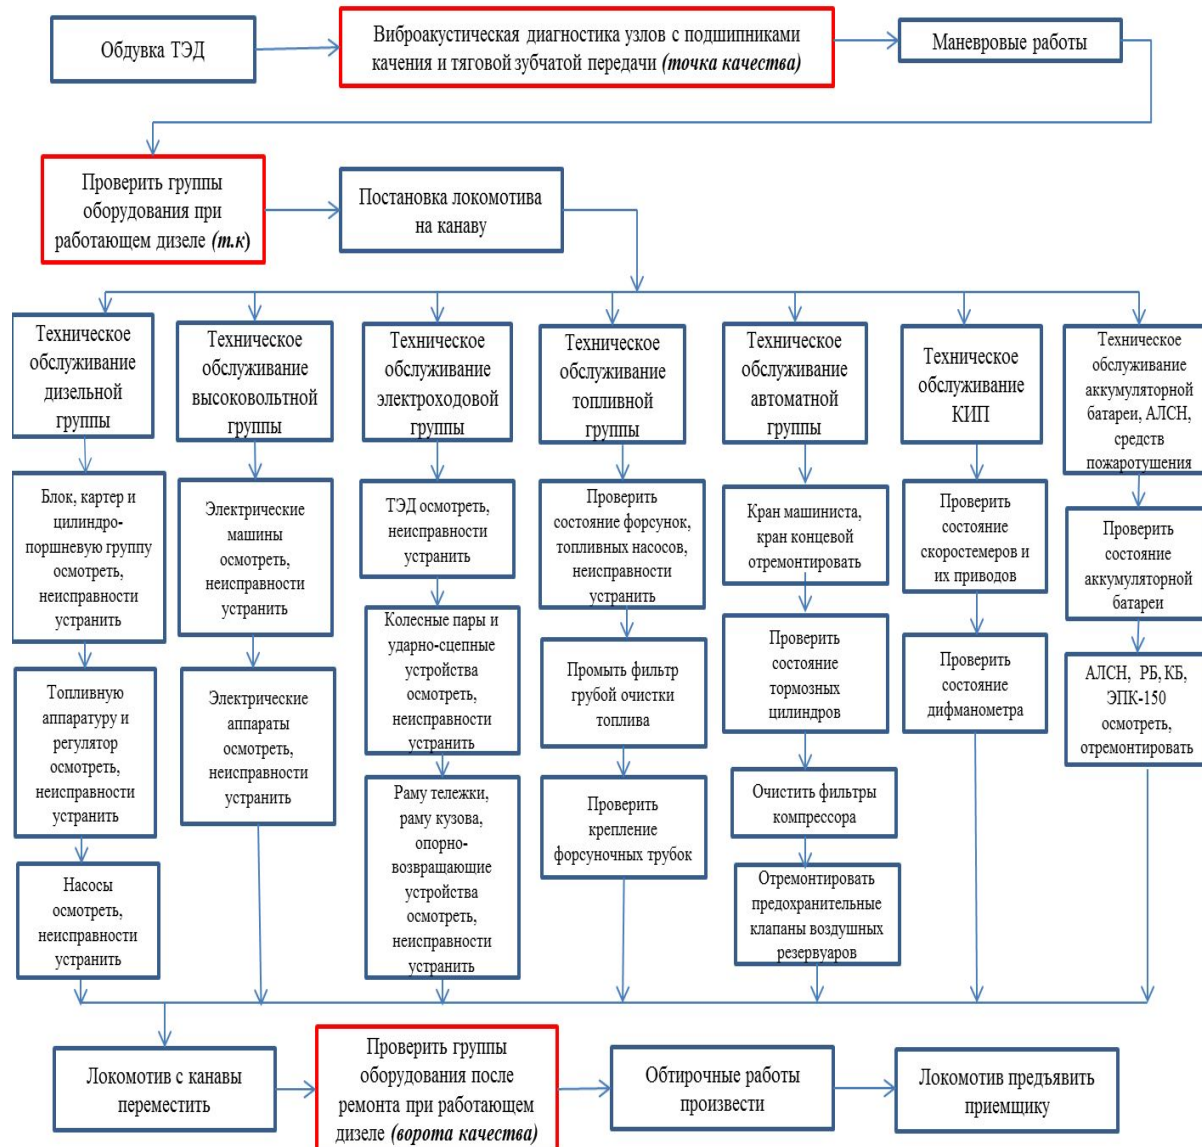 Обдувка ТЭД
Виброакустическая диагностика узлов с подшипниками
качения и тяговой зубчатой передачи (точка качества)
Маневровые работы
Проверить группы
оборудования при
работающем дизеле (т.к)
Постановка локомотива
на канаву
Техническое
обслуживание
дизельной
группы
Техническое
обслуживание
высоковольтной
группы
Техническое
обслуживание
электроходовой
группы
Техническое
обслуживание
топливной
группы
Техническое
обслуживание
автоматной
группы
Техническое
обслуживание
КИП
Техническое
обслуживание
аккумуляторной
батареи, АЛСН,
средств
пожаротушения
Блок, картер и
цилиндро-
поршневую группу
осмотреть,
неисправности
устранить
Электрические
машины
осмотреть,
неисправности
устранить
ТЭД осмотреть,
неисправности
устранить
Проверить
состояние форсунок,
топливных насосов,
неисправности
устранить
Кран машиниста,
кран концевой
отремонтировать
Проверить
состояние
скоростемеров и
их приводов
Проверить
состояние
аккумуляторной
батареи
Топливную
аппаратуру и
регулятор
осмотреть,
неисправности
устранить
Электрические
аппараты
осмотреть,
неисправности
устранить
Колесные пары и
ударно-сцепные
устройства
осмотреть,
неисправности
устранить
Промыть фильтр
грубой очистки
топлива
Проверить
состояние
тормозных
цилиндров
Проверить
состояние
дифманометра
АЛСН, РБ, КБ,
ЭПК-150
осмотреть,
отремонтировать
Насосы
осмотреть,
неисправности
устранить
Раму тележки,
раму кузова,
опорно-
возвращающие
устройства
осмотреть,
неисправности
устранить
Проверить
крепление
форсуночных трубок
Очистить фильтры
компрессора
Отремонтировать
предохранительные
клапаны воздушных
резервуаров
Локомотив с канавы
переместить
Проверить группы
оборудования после
ремонта при работающем
дизеле (ворота качества)
Обтирочные работы
произвести
Локомотив предъявить
приемщику